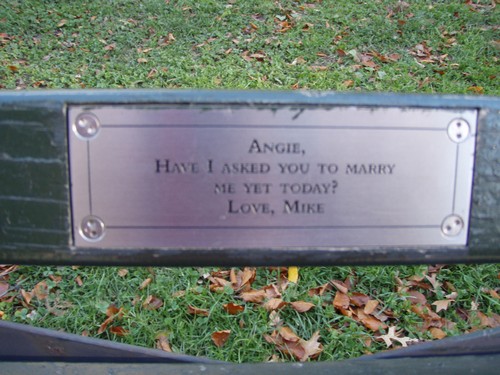 Angie,
Have I asked you to marry
me yet today?
Love, Mike